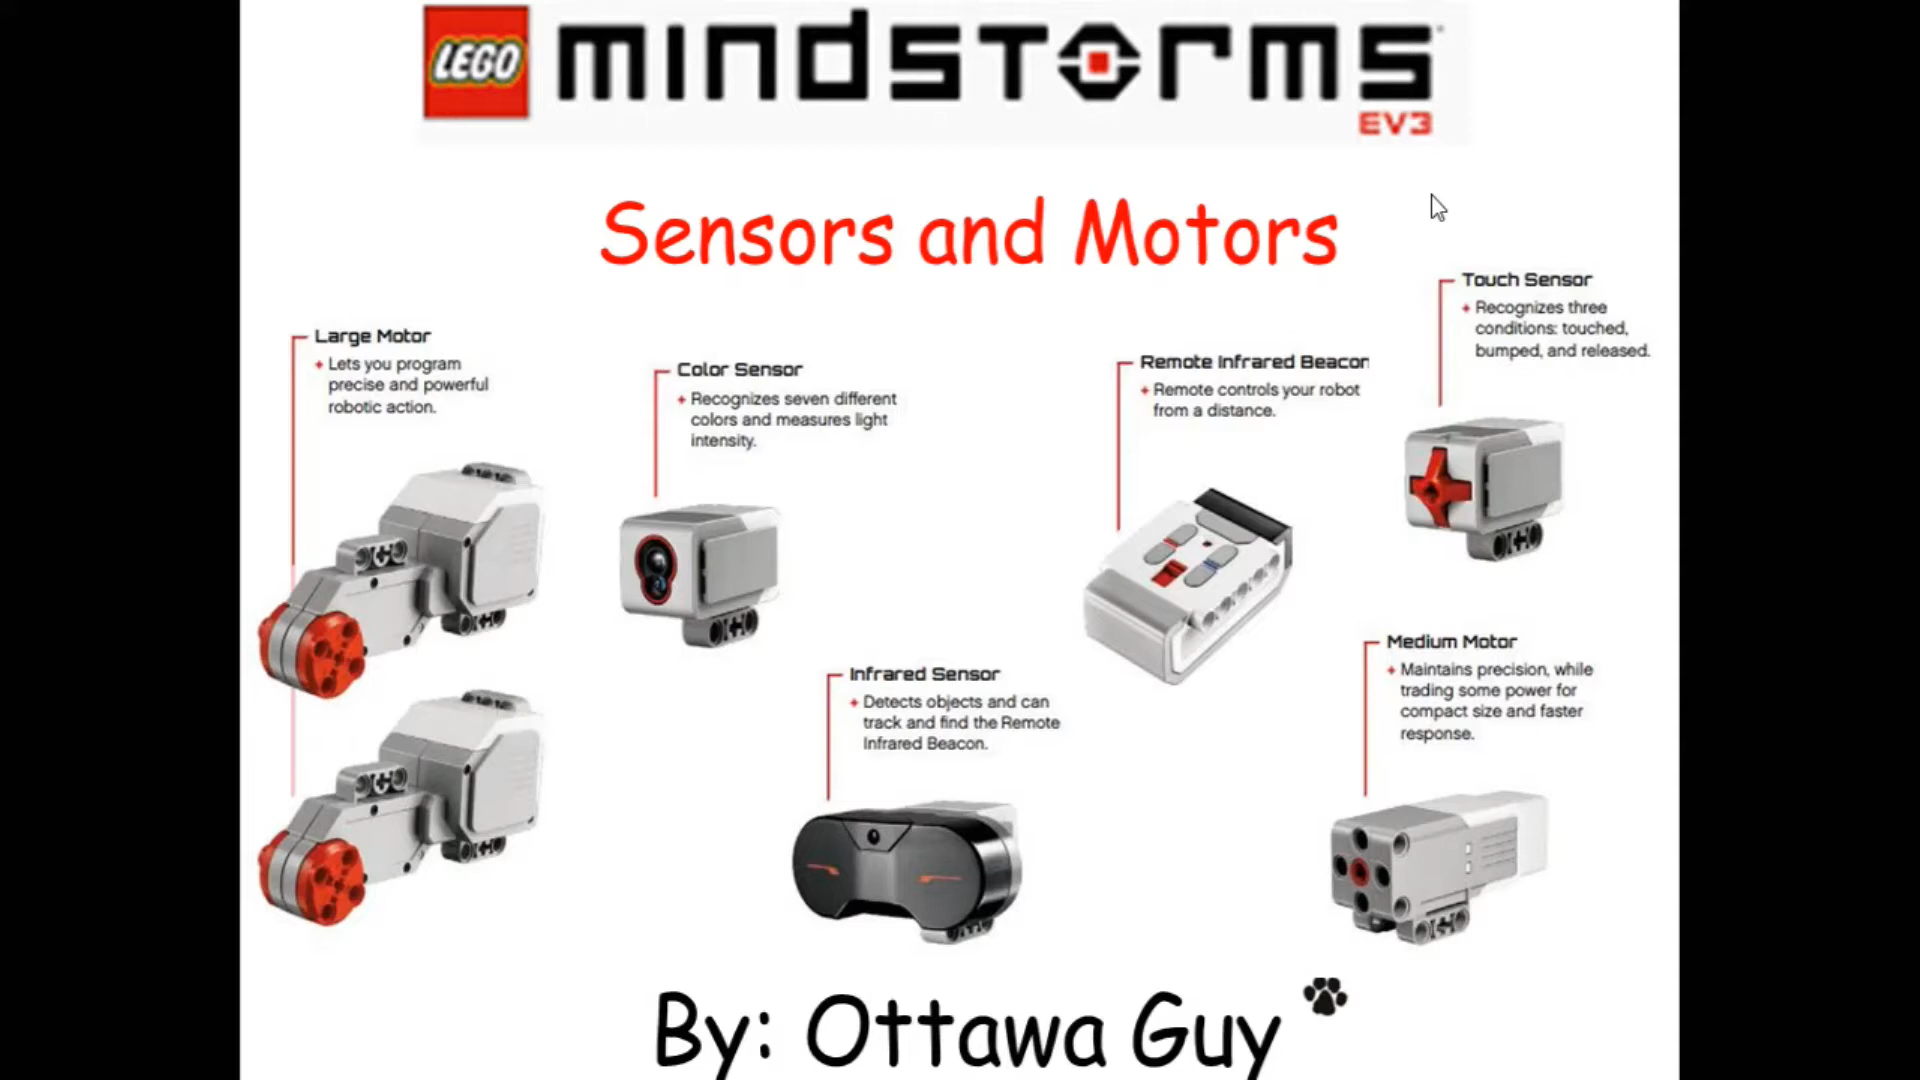 LEGO mindstorms
EV3
Sensors and Motors
Large Motor
+ Lets you program
precise and powerful
robotic action.
Color Sensor
+ Recognizes seven different
colors and measures light
intensity.
Remote Infrared Beacon
+ Remote controls your robot
from a distance.
Touch Sensor
+ Recognizes three
conditions: touched,
bumped, and released.
Infrared Sensor
+ Detects objects and can
track and find the Remote
Infrared Beacon.
Medium Motor
+ Maintains precision, while
trading some power for
compact size and faster
response.
By: Ottawa Guy